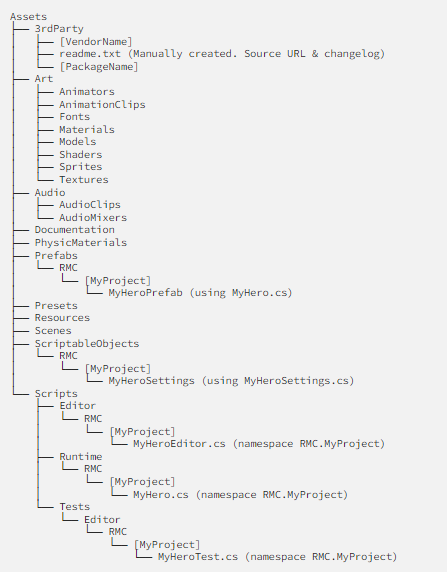 Assets
├── 3rdParty
│   ├── [VendorName]
│   ├── readme.txt (Manually created. Source URL & changelog)
│   └── [PackageName]
├── Art
│   ├── Animators
│   ├── AnimationClips
│   ├── Fonts
│   ├── Materials
│   ├── Models
│   ├── Shaders
│   ├── Sprites
│   └── Textures
├── Audio
│   ├── AudioClips
│   └── AudioMixers
├── Documentation
├── PhysicMaterials
├── Prefabs
│   └── RMC
│       └── [MyProject]
│           └── MyHeroPrefab (using MyHero.cs)
├── Presets
├── Resources
├── Scenes
├── ScriptableObjects
│   └── RMC
│       └── [MyProject]
│           └── MyHeroSettings (using MyHeroSettings.cs)
└── Scripts
    ├── Editor
    │   └── RMC
    │       └── [MyProject]
    │           └── MyHeroEditor.cs (namespace RMC.MyProject)
    ├── Runtime
    │   └── RMC
    │       └── [MyProject]
    │           └── MyHero.cs (namespace RMC.MyProject)
    └── Tests
        └── Editor
            └── RMC
                └── [MyProject]
                    └── MyHeroTest.cs (namespace RMC.MyProject)